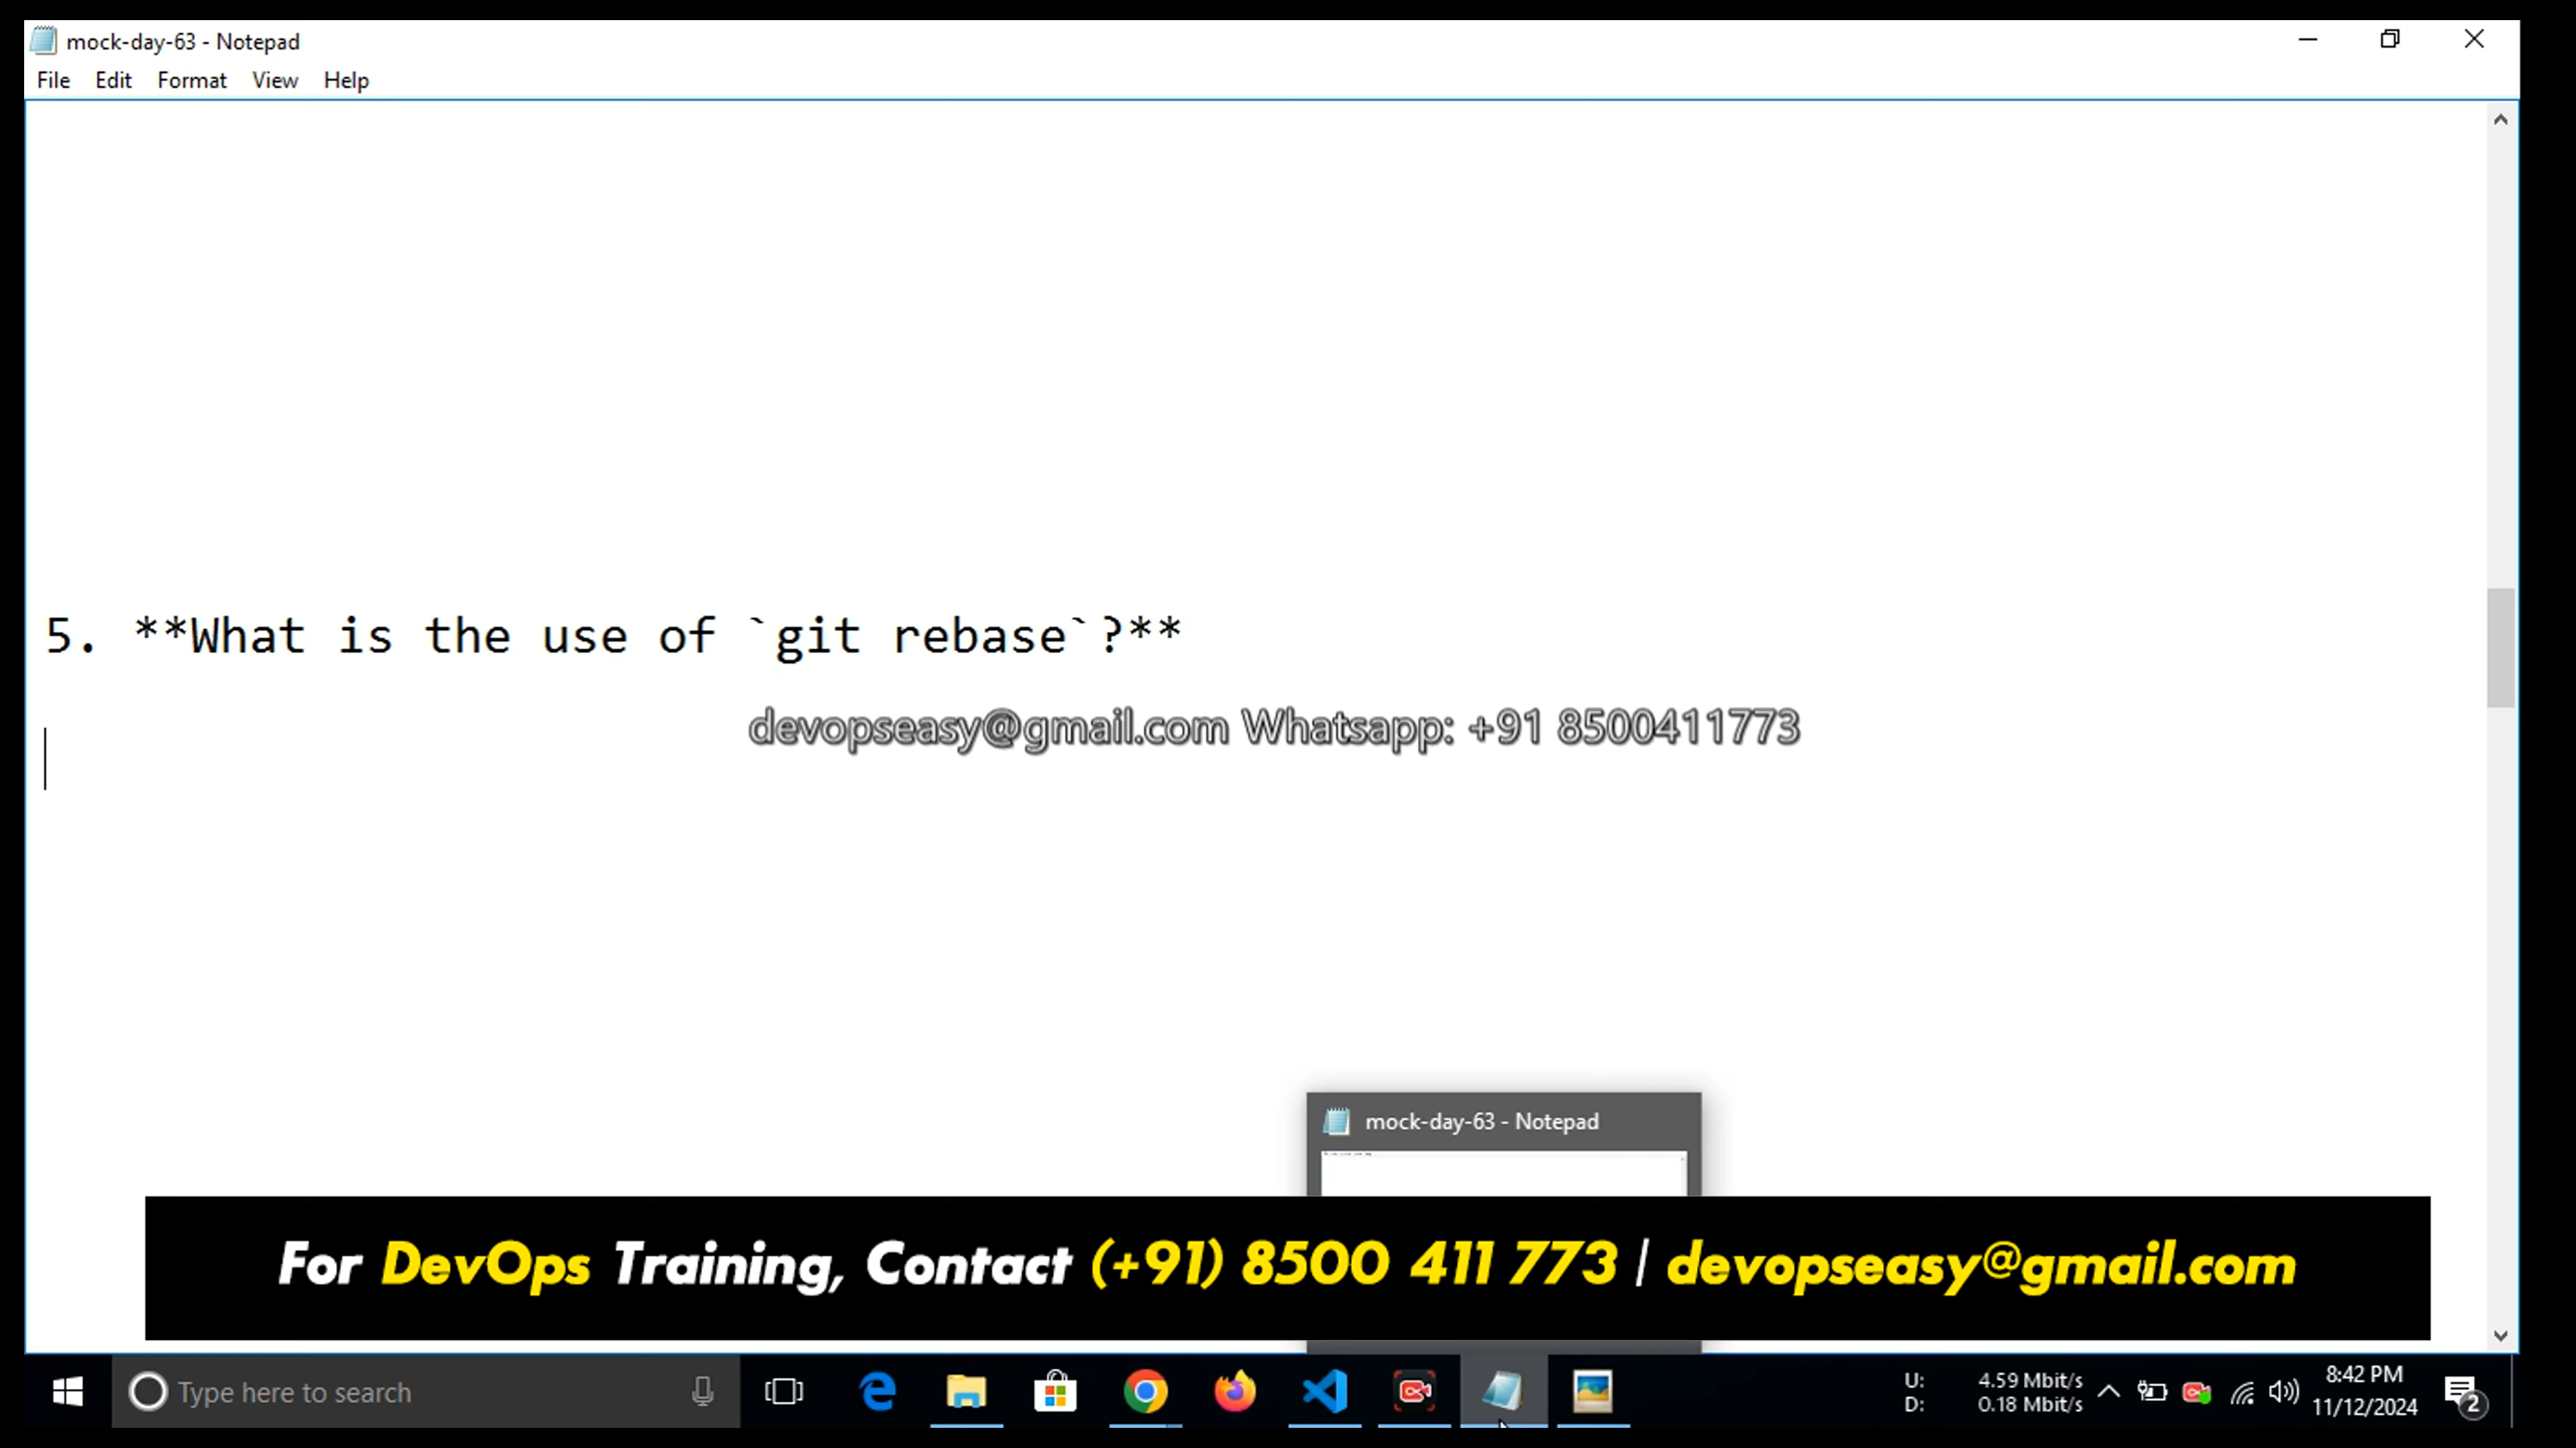 mock-day-63 - Notepad
File Edit Format View Help
5. **What is the use of `git rebase`?**
devopseasy@gmail.com Whatsapp: +91 8500411773
mock-day-63 - Notepad
For DevOps Training, Contact (+91) 8500 411 773 | devopseasy@gmail.com
Type here to search
U: 4.59 Mbit/s
D: 0.18 Mbit/s
8:42 PM
11/12/2024
2